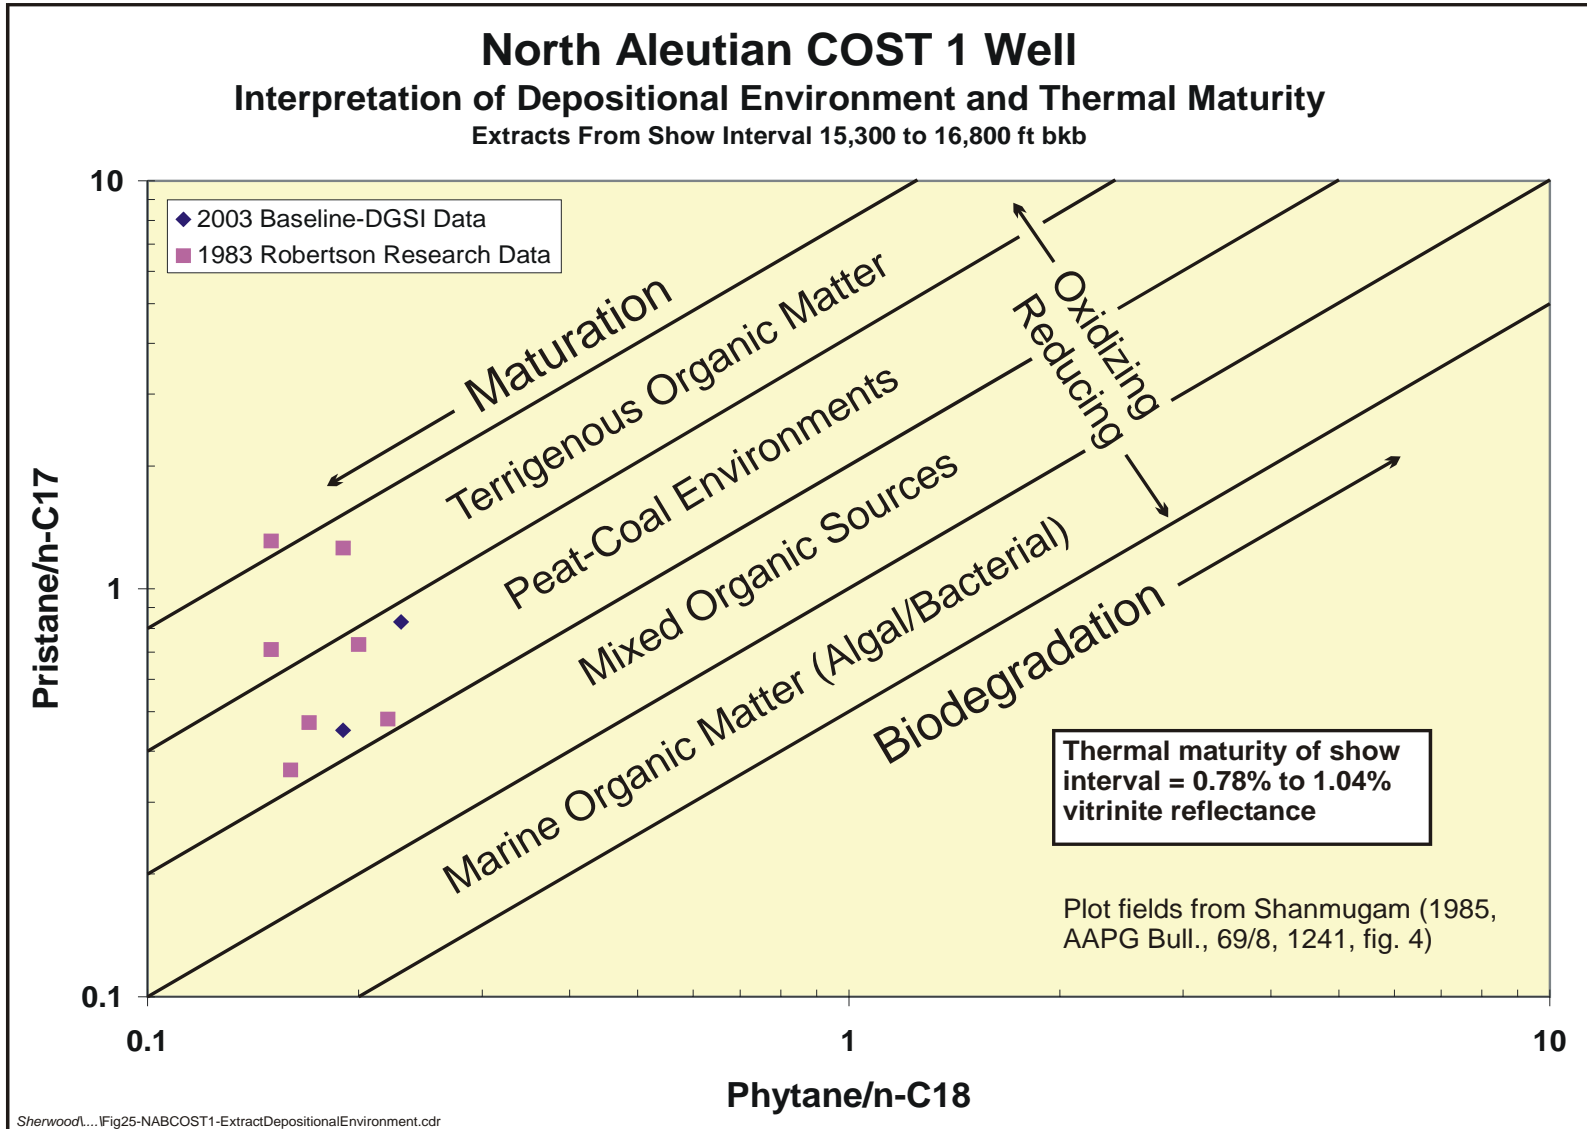 North Aleutian COST 1 Well
Interpretation of Depositional Environment and Thermal Maturity
Extracts From Show Interval 15,300 to 16,800 ft bkb
10
2003 Baseline-DGSI Data
1983 Robertson Research Data
Maturation
Terrigenous Organic Matter
Oxidizing
Reducing
Peat-Coal Environments
Mixed Organic Sources
Marine Organic Matter (Algal/Bacterial)
Biodegradation
Pristane/n-C17
1
Thermal maturity of show
interval = 0.78% to 1.04%
vitrinite reflectance
Plot fields from Shanmugam (1985,
AAPG Bull., 69/8, 1241, fig. 4)
0.1
0.1
1
10
Phytane/n-C18
Sherwood\....\Fig25-NABCOST1-ExtractDepositionalEnvironment.cdr